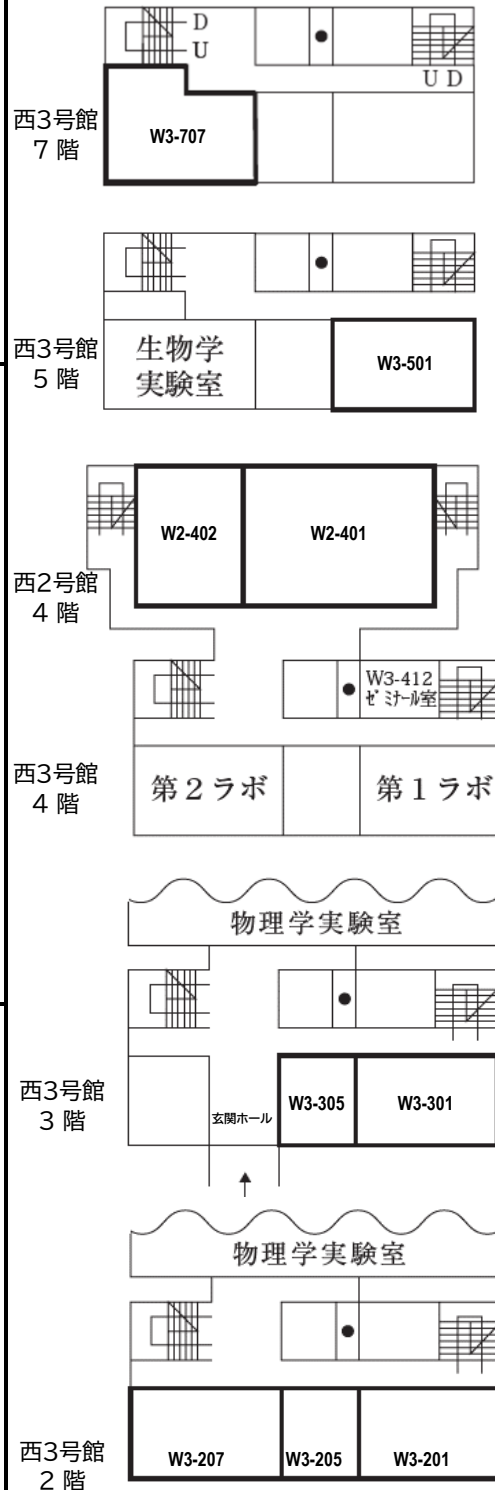 D
U
U D
西3号館
7 階
W3-707
西3号館
5 階
生物学
実験室
W3-501
W2-402
W2-401
西2号館
4 階
W3-412
ゼミナール室
西3号館
4 階
第2ラボ
第1ラボ
物理学実験室
西3号館
3 階
玄関ホール
W3-305
W3-301
物理学実験室
西3号館
2 階
W3-207
W3-205
W3-201